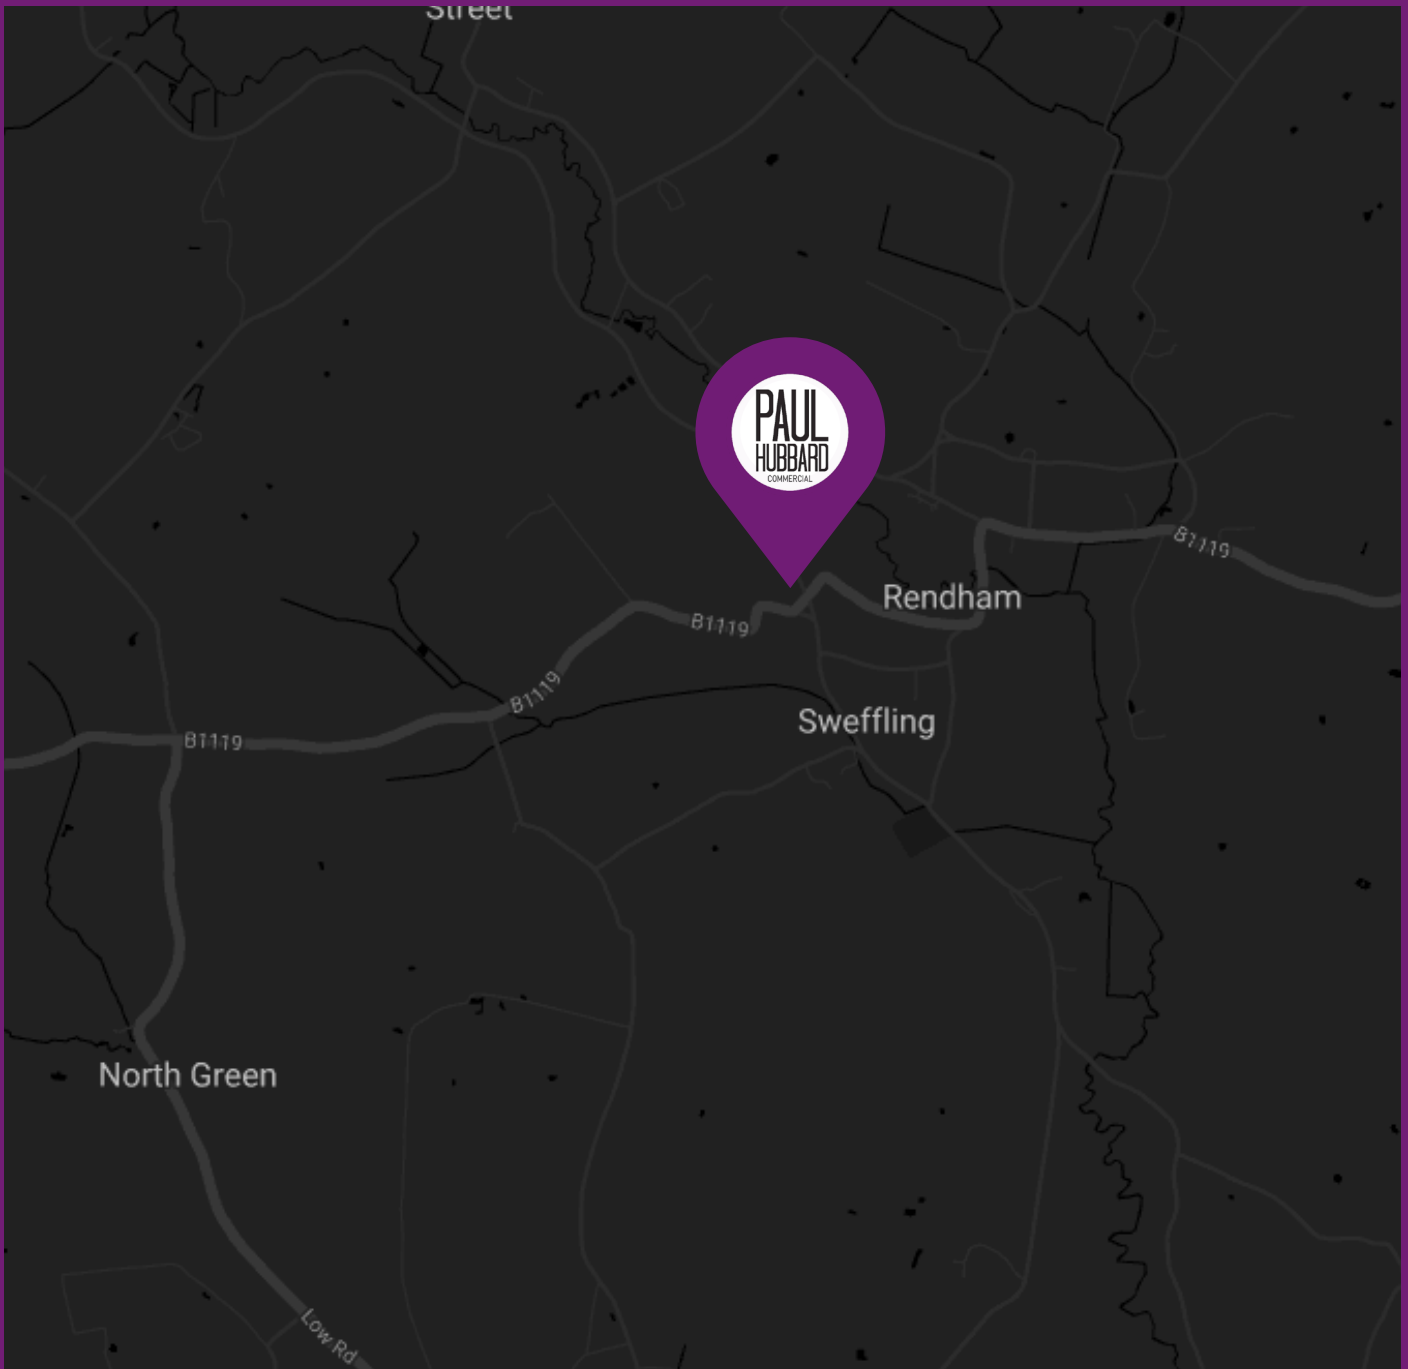 Street
PAUL
HUBBARD
COMMERCIAL
B1119
Rendham
B1119
B1119
Sweffling
B1119
North Green
Low Rd